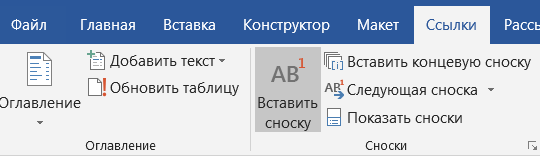 Файл Главная Вставка Конструктор Макет Ссылки Рассы
Оглавление
Добавить текст
Обновить таблицу
Оглавление
AB1
Вставить
сноску
Вставить концевую сноску
AB1
Следующая сноска
Показать сноски
Сноски